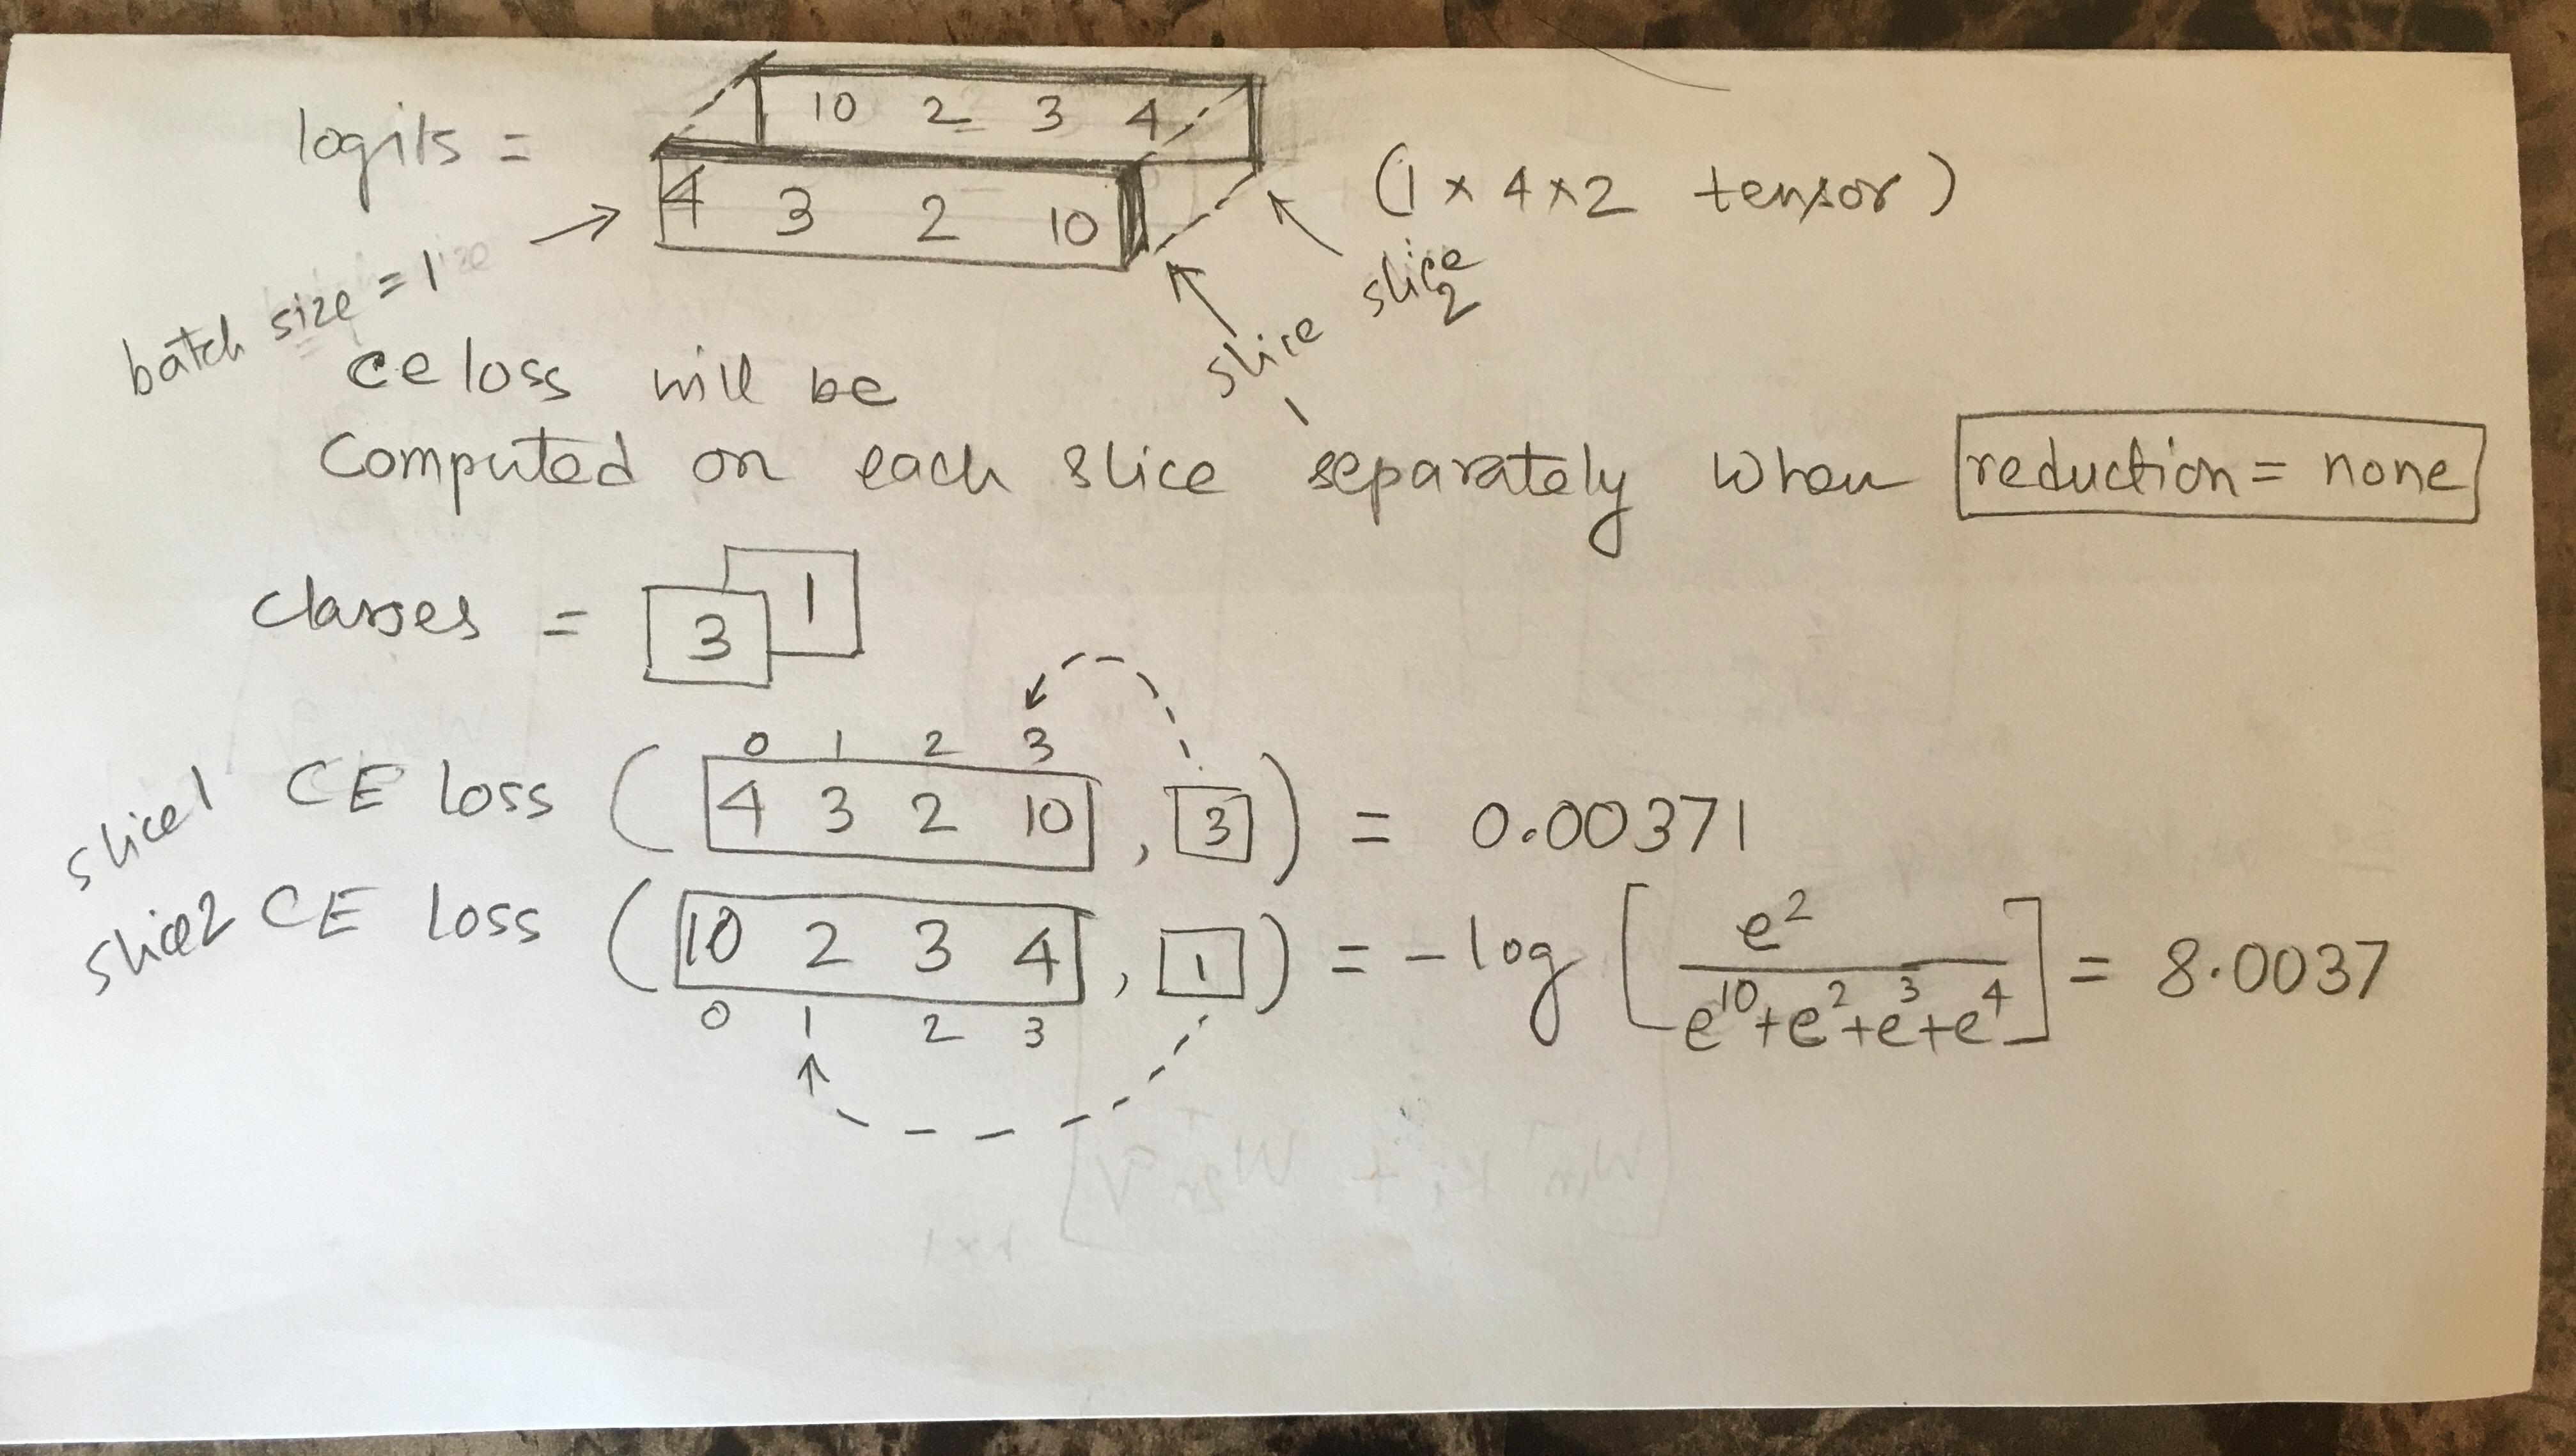 logits =
10 2 3 4
4 3 2 10
(1 × 4 × 2 tensor)
batch size = 1
slice 1
slice 2
CE loss will be
Computed on each slice separately when reduction = none
classes = 3 1
0 1 2 3
slice1 CE loss ( 4 3 2 10 , 3 ) = 0.00371
slice2 CE loss ( 10 2 3 4 , 1 ) = -log [ e^2 / e^10 + e^2 + e^3 + e^4 ] = 8.0037
0 1 2 3